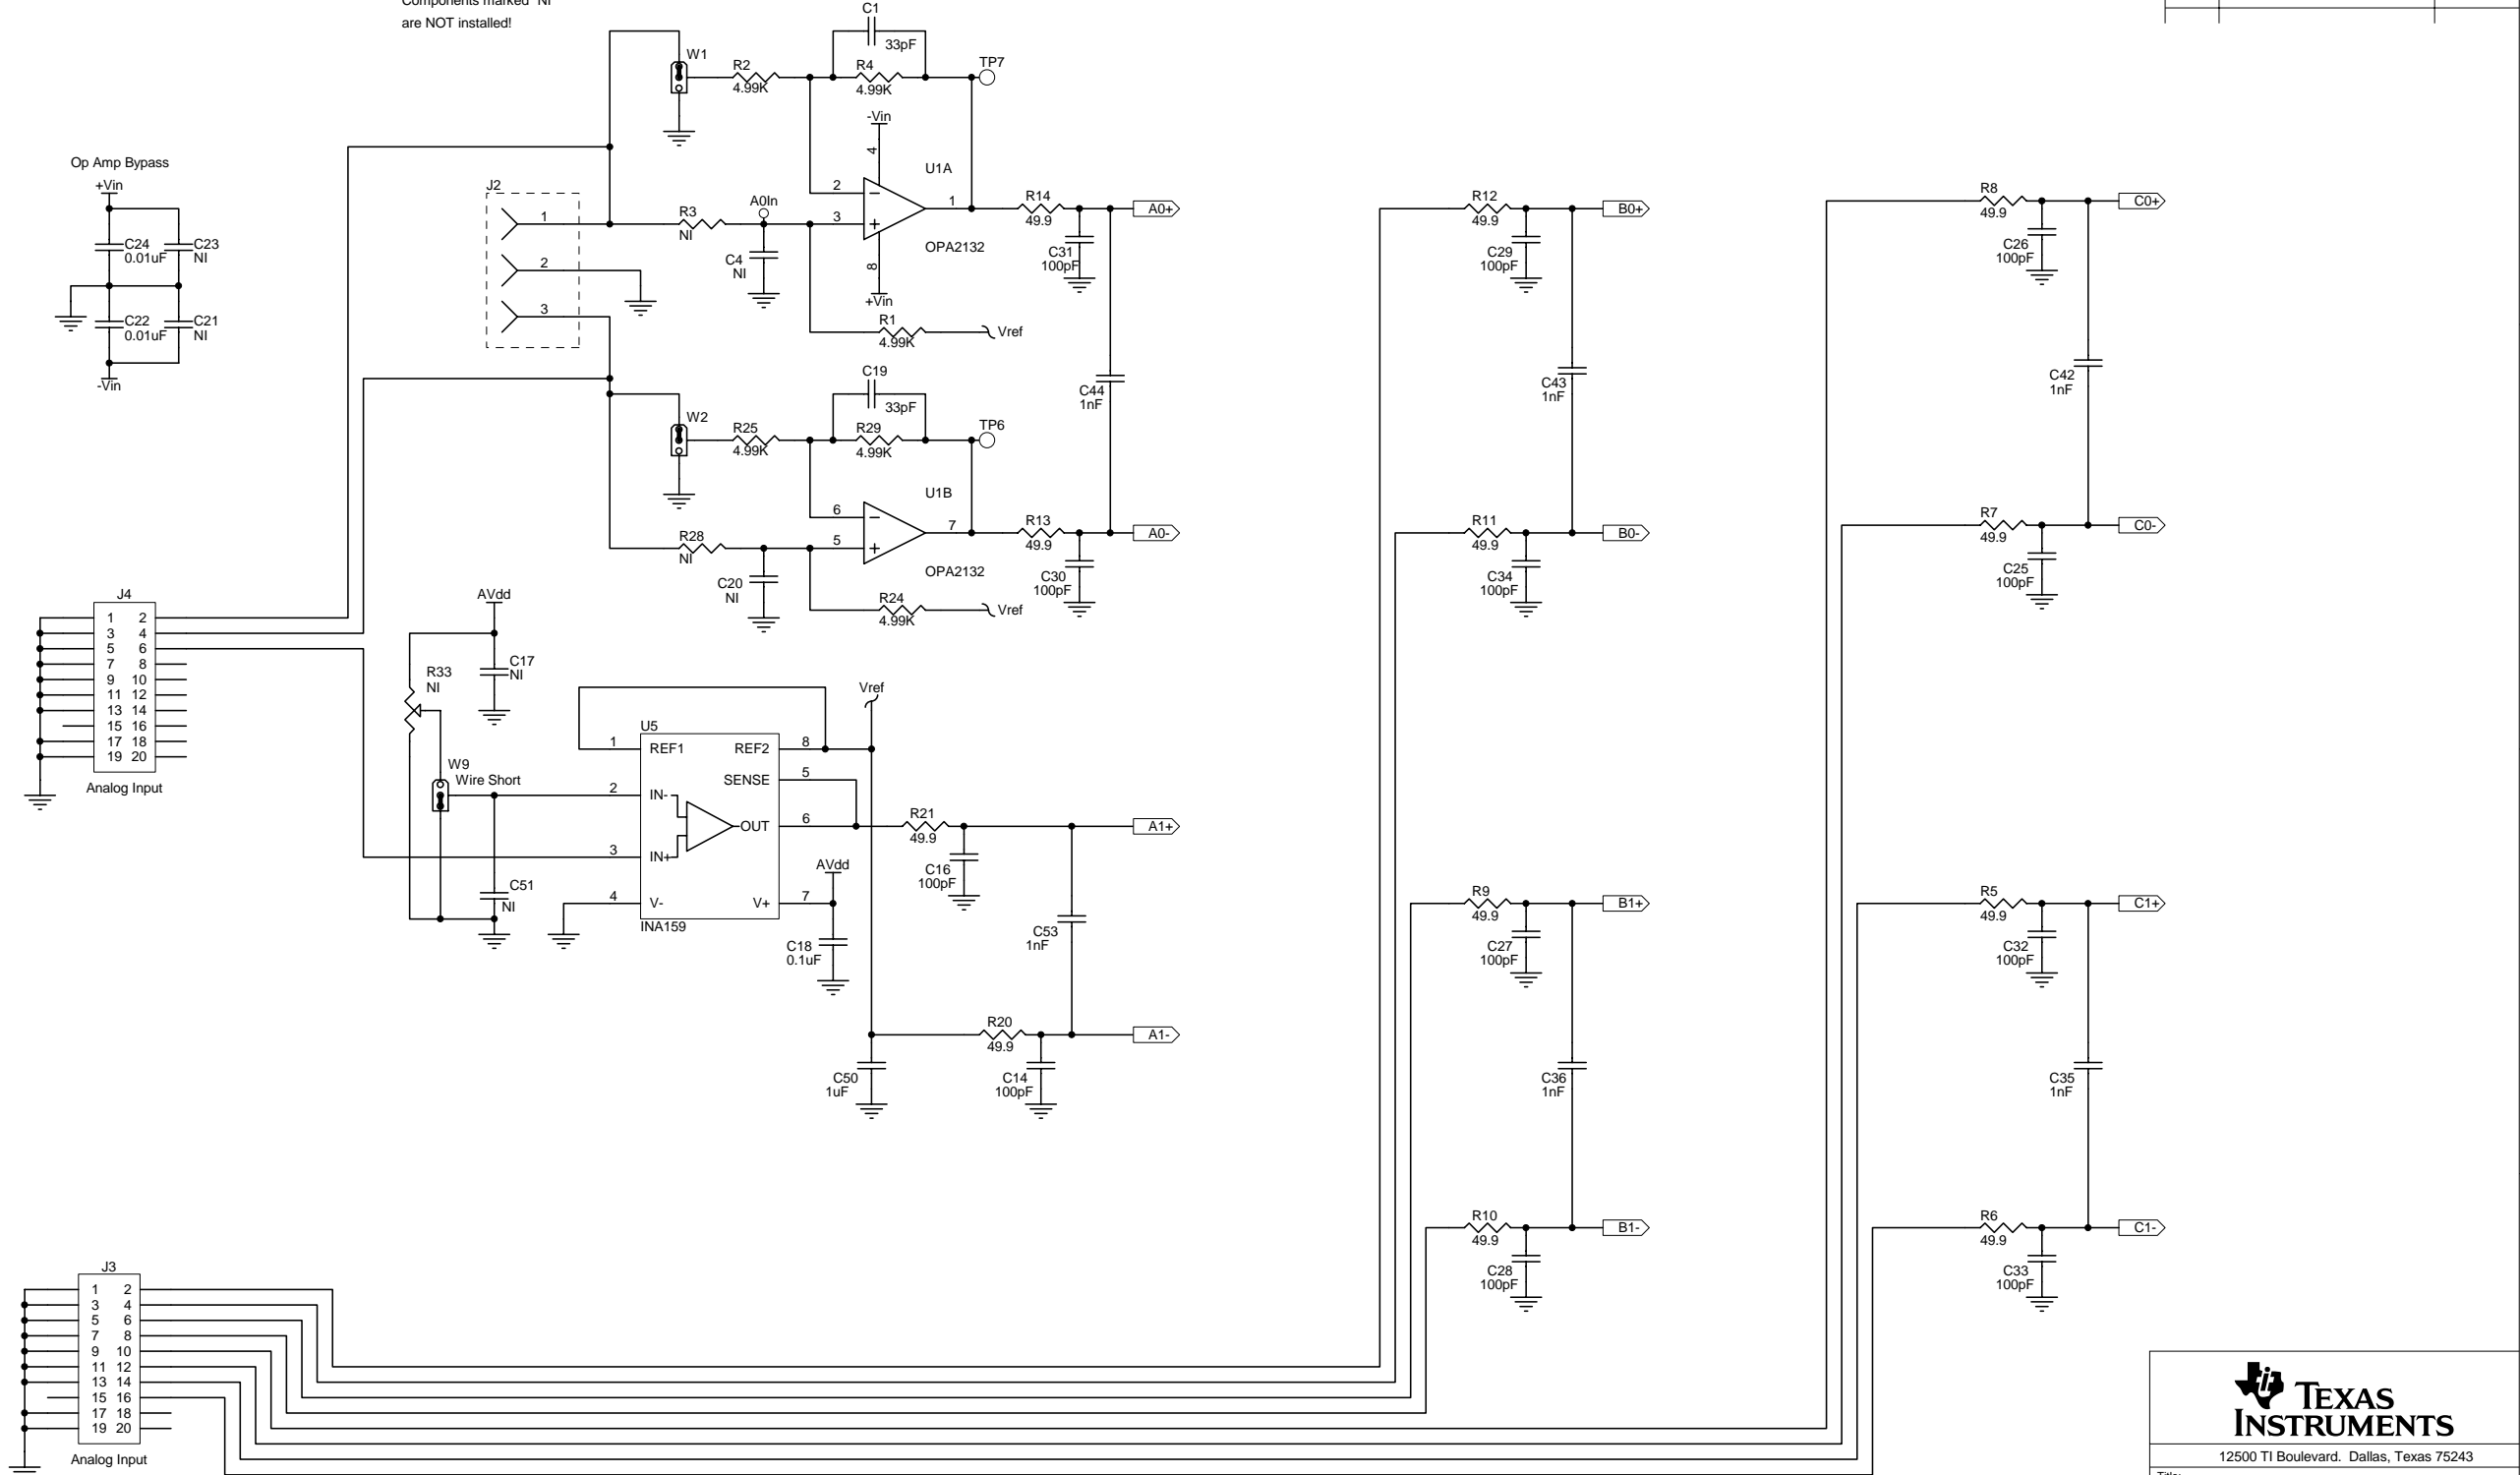 Components marked "NI"
are NOT installed!
C1
33pF
W1
R2
4.99K
R4
4.99K
TP7
-Vin
4
U1A
2
3
1
8
+Vin
OPA2132
Op Amp Bypass
+Vin
C24
0.01uF
C23
NI
C22
0.01uF
C21
NI
-Vin
J2
1
2
3
R3
NI
A0In
C4
NI
R1
4.99K
Vref
R14
49.9
C31
100pF
A0+
C44
1nF
C19
33pF
W2
R25
4.99K
R29
4.99K
TP6
U1B
6
5
7
OPA2132
R28
NI
C20
NI
R24
4.99K
Vref
R13
49.9
C30
100pF
A0-
R12
49.9
C29
100pF
B0+
C43
1nF
R11
49.9
C34
100pF
B0-
R8
49.9
C26
100pF
C0+
C42
1nF
R7
49.9
C25
100pF
C0-
J4
1 2
3 4
5 6
7 8
9 10
11 12
13 14
15 16
17 18
19 20
Analog Input
AVdd
R33
NI
C17
NI
W9
Wire Short
C51
NI
U5
1 REF1 REF2 8
SENSE 5
2 IN-
OUT 6
3 IN+
4 V- V+ 7
INA159
Vref
AVdd
C18
0.1uF
R21
49.9
C16
100pF
A1+
C53
1nF
R20
49.9
C50
1uF
C14
100pF
A1-
R9
49.9
C27
100pF
B1+
C36
1nF
R10
49.9
C28
100pF
B1-
R5
49.9
C32
100pF
C1+
C35
1nF
R6
49.9
C33
100pF
C1-
J3
1 2
3 4
5 6
7 8
9 10
11 12
13 14
15 16
17 18
19 20
Analog Input
TEXAS
INSTRUMENTS
12500 TI Boulevard. Dallas, Texas 75243
Title: